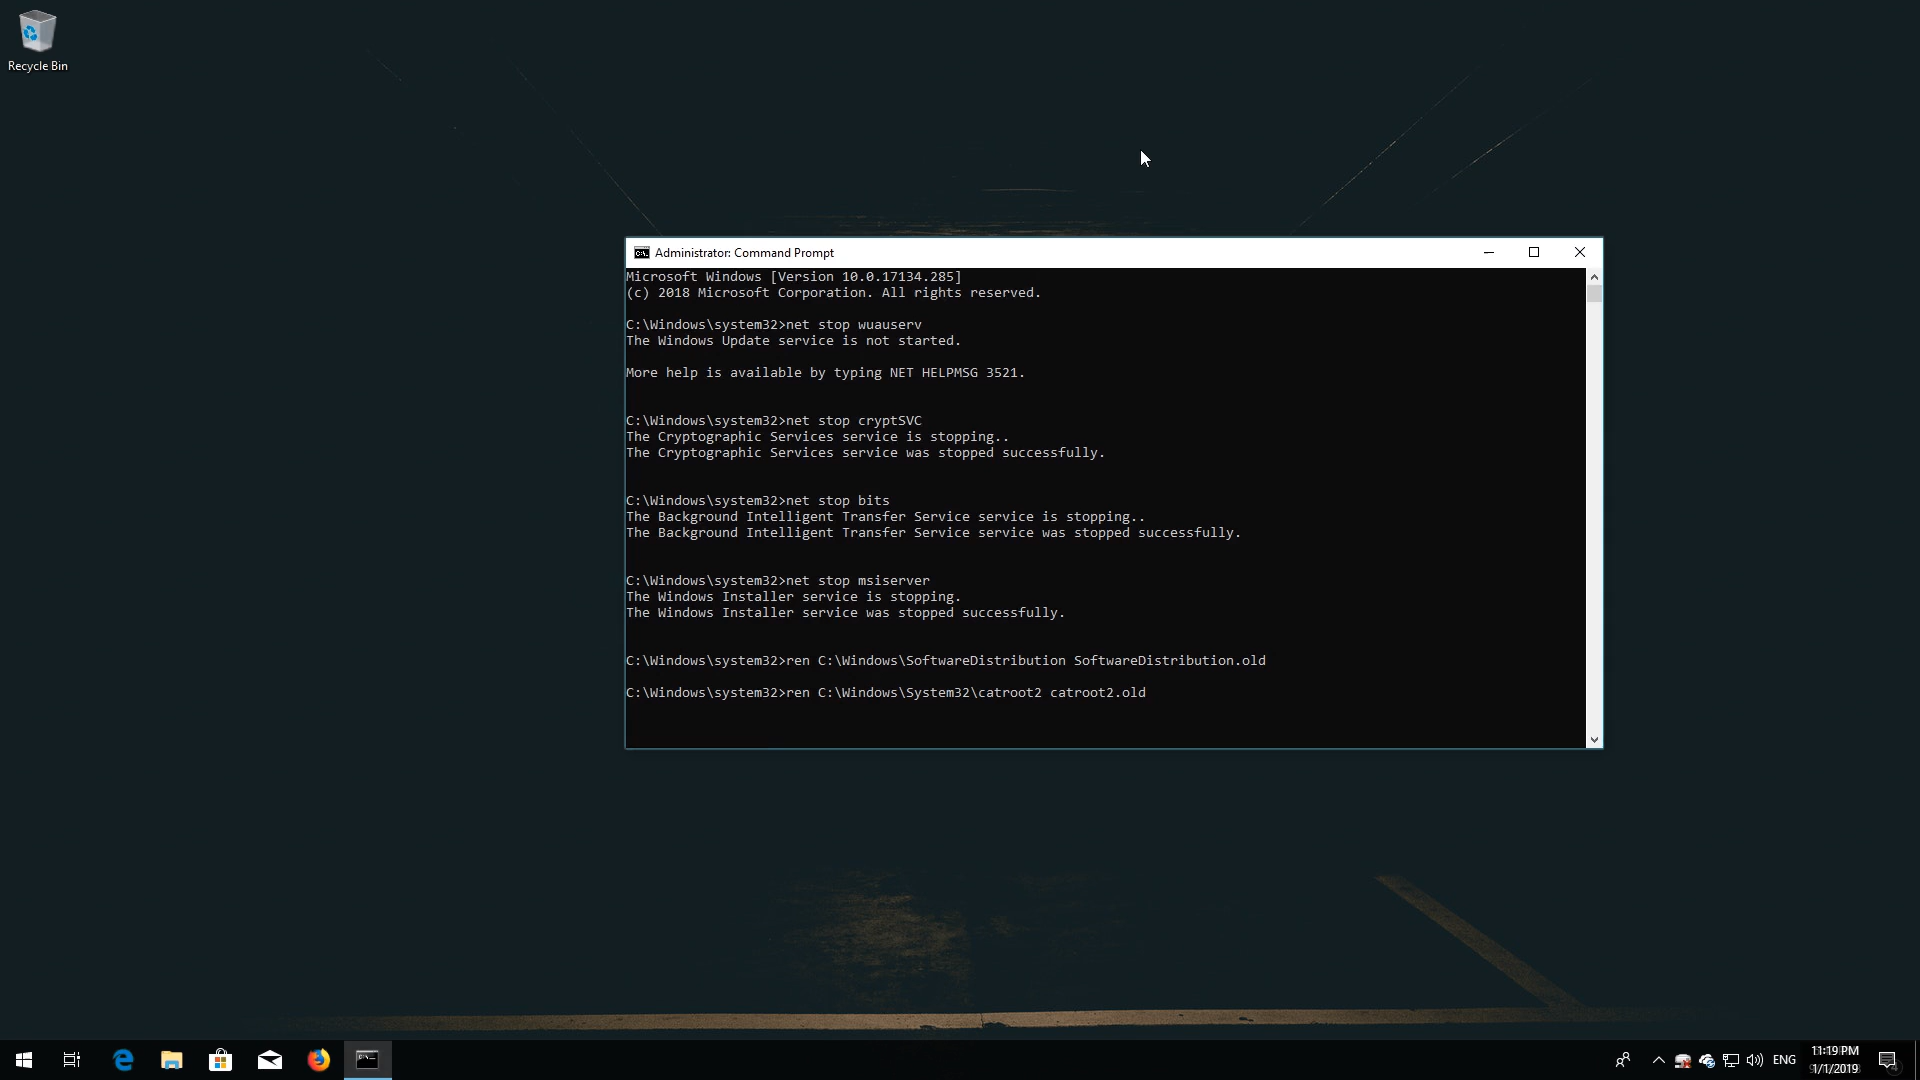 Recycle Bin
Administrator: Command Prompt
Microsoft Windows [Version 10.0.17134.285]
(c) 2018 Microsoft Corporation. All rights reserved.
C:\Windows\system32>net stop wuauserv
The Windows Update service is not started.
More help is available by typing NET HELPMSG 3521.
C:\Windows\system32>net stop cryptSVC
The Cryptographic Services service is stopping..
The Cryptographic Services service was stopped successfully.
C:\Windows\system32>net stop bits
The Background Intelligent Transfer Service service is stopping..
The Background Intelligent Transfer Service service was stopped successfully.
C:\Windows\system32>net stop msiserver
The Windows Installer service is stopping.
The Windows Installer service was stopped successfully.
C:\Windows\system32>ren C:\Windows\SoftwareDistribution SoftwareDistribution.old
C:\Windows\system32>ren C:\Windows\System32\catroot2 catroot2.old
ENG
11:19 PM
1/1/2019